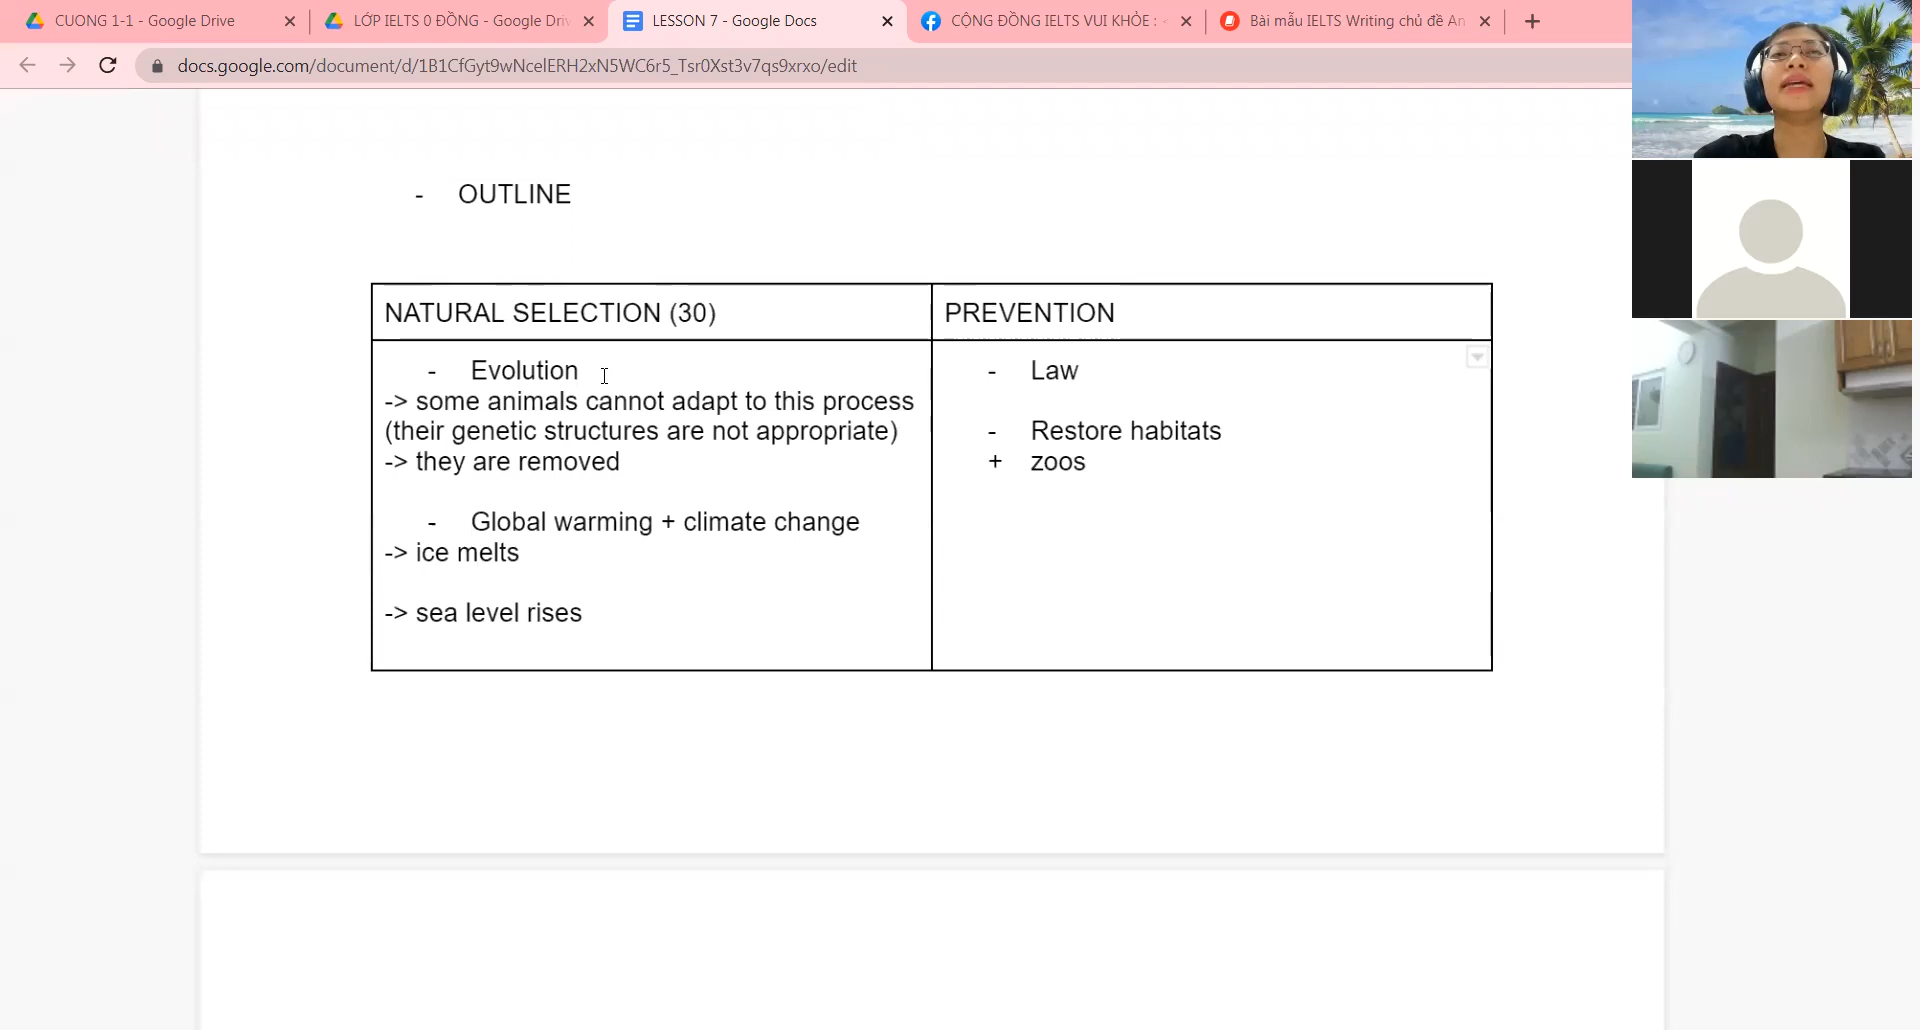 CUONG 1-1 - Google Drive
LỚP IELTS 0 ĐỒNG - Google Driv
LESSON 7 - Google Docs
CỘNG ĐỒNG IELTS VUI KHỎE :
Bài mẫu IELTS Writing chủ đề An
docs.google.com/document/d/1B1CfGyt9wNcelERH2xN5WC6r5_Tsr0Xst3v7qs9xrxo/edit
- OUTLINE
NATURAL SELECTION (30)
- Evolution
-> some animals cannot adapt to this process
(their genetic structures are not appropriate)
-> they are removed
- Global warming + climate change
-> ice melts
-> sea level rises
PREVENTION
- Law
- Restore habitats
+ zoos